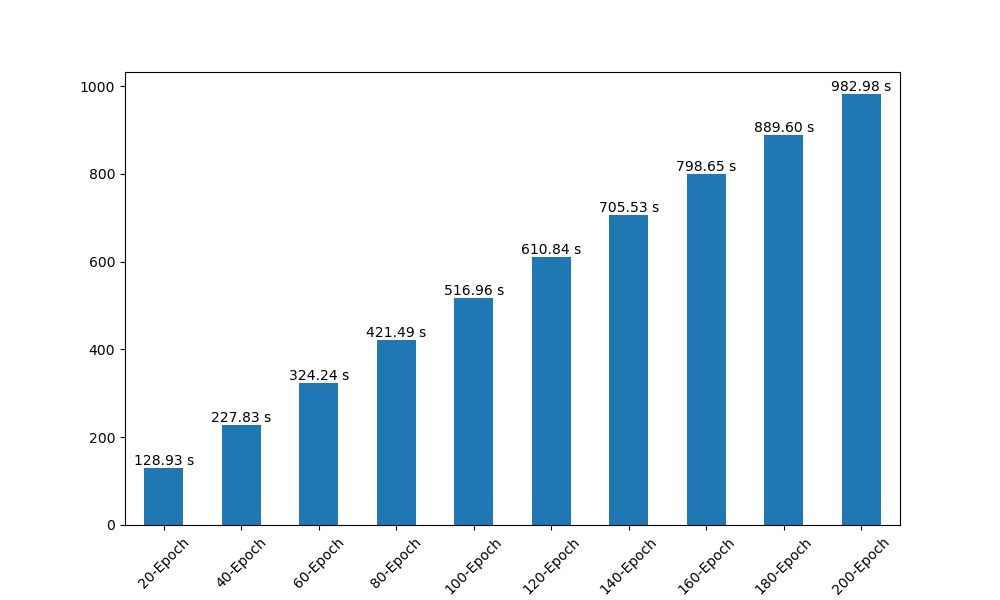 1000
800
600
400
200
0
128.93 s
227.83 s
324.24 s
421.49 s
516.96 s
610.84 s
705.53 s
798.65 s
889.60 s
982.98 s
20-Epoch
40-Epoch
60-Epoch
80-Epoch
100-Epoch
120-Epoch
140-Epoch
160-Epoch
180-Epoch
200-Epoch